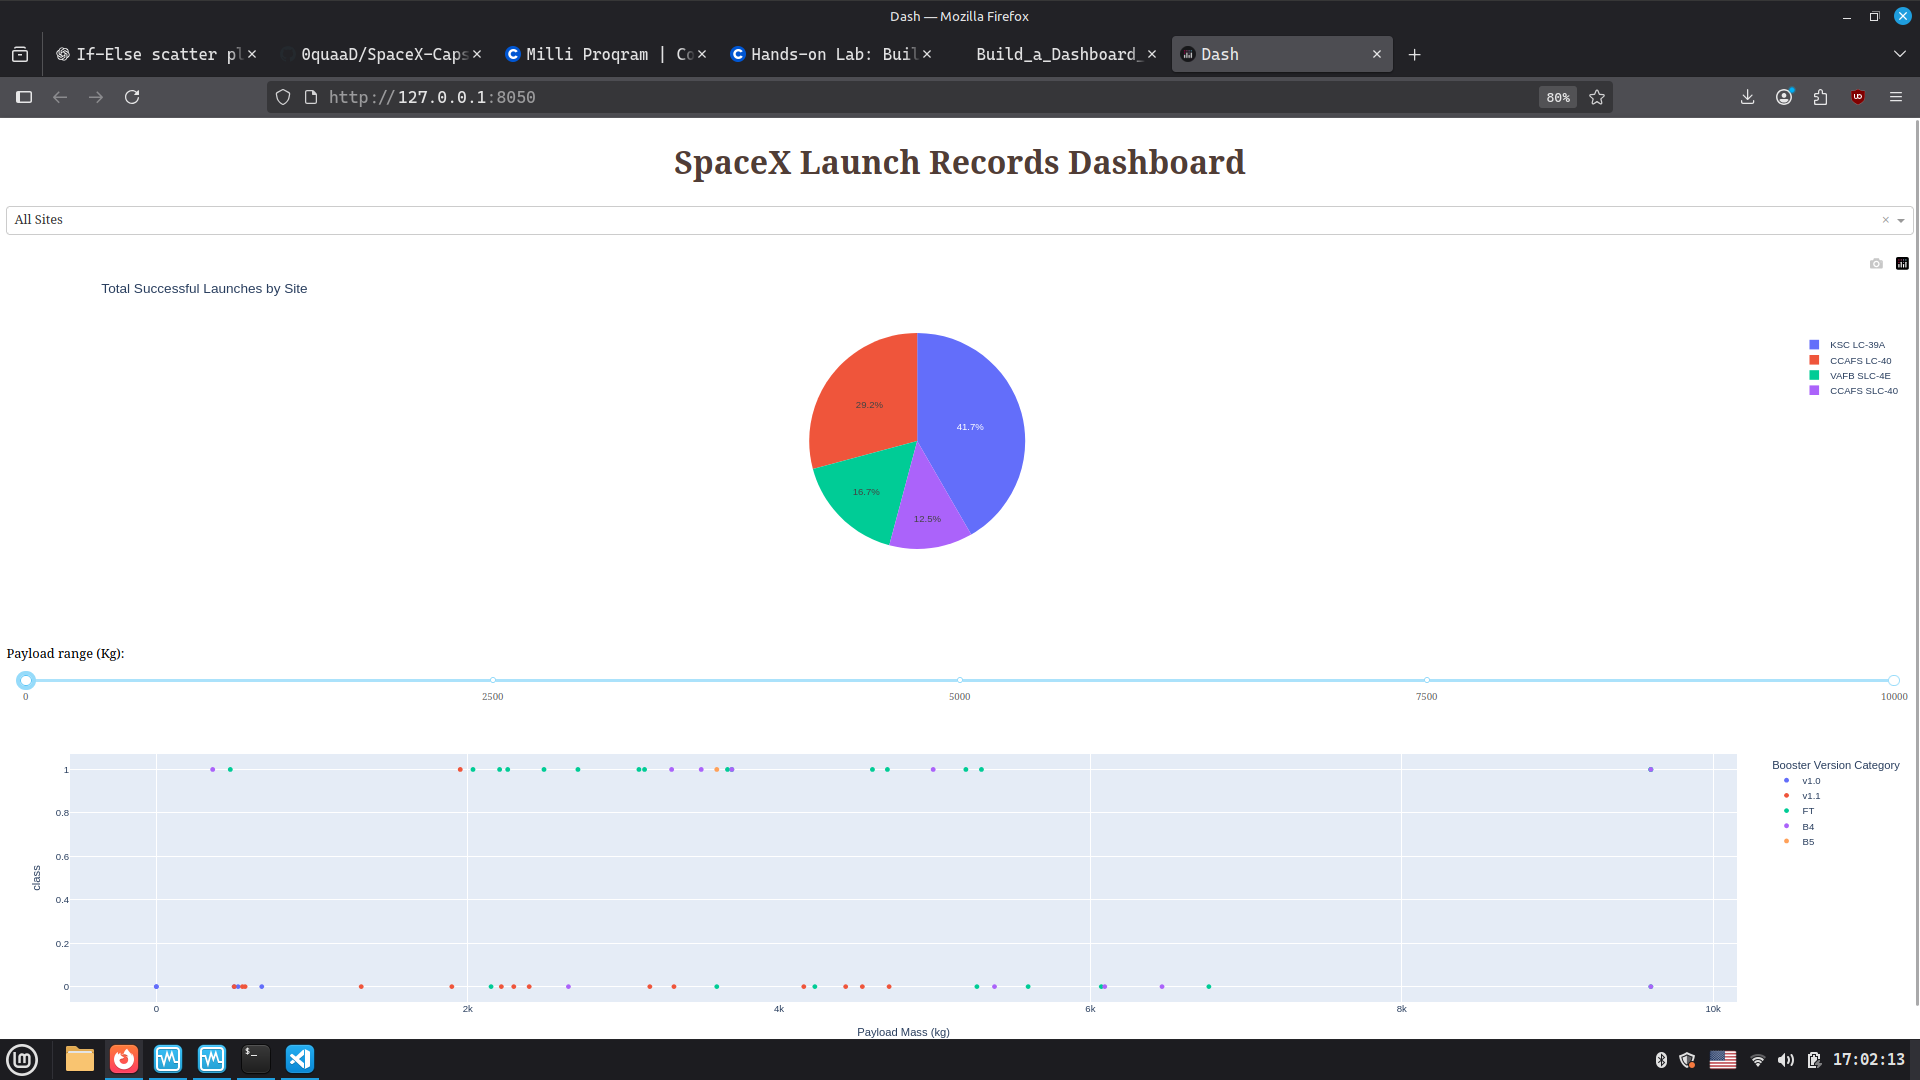 Dash — Mozilla Firefox
If-Else scatter pl
0quaaD/SpaceX-Caps
Milli Proqram | Co
Hands-on Lab: Buil
Build_a_Dashboard_
Dash
http://127.0.0.1:8050
80%
SpaceX Launch Records Dashboard
All Sites
Total Successful Launches by Site
KSC LC-39A
CCAFS LC-40
VAFB SLC-4E
CCAFS SLC-40
29.2%
41.7%
16.7%
12.5%
Payload range (Kg):
0 2500 5000 7500 10000
Booster Version Category
v1.0
v1.1
FT
B4
B5
1
0.8
0.6
0.4
0.2
0
class
0 2k 4k 6k 8k 10k
Payload Mass (kg)
17:02:13